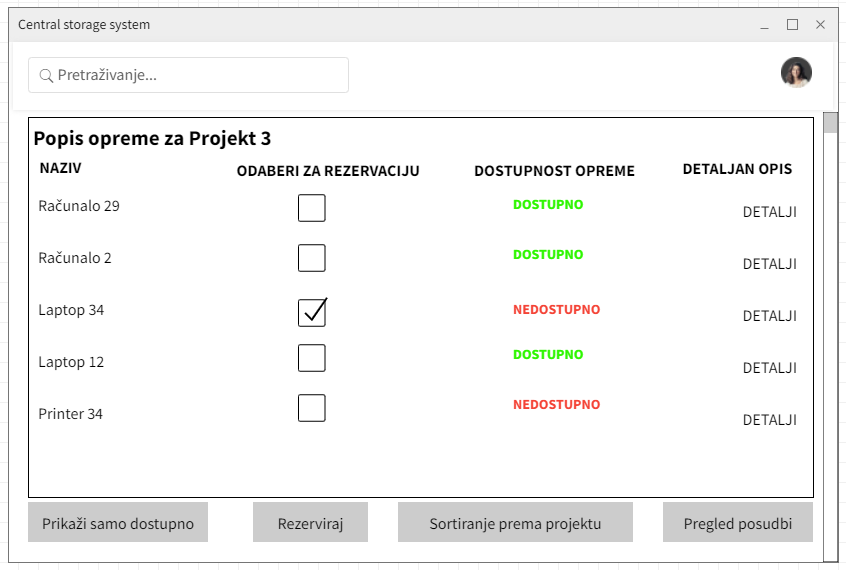 Central storage system
Pretraživanje...
Popis opreme za Projekt 3
NAZIV ODABERI ZA REZERVACIJU DOSTUPNOST OPREME DETALJAN OPIS
Računalo 29 DOSTUPNO DETALJI
Računalo 2 DOSTUPNO DETALJI
Laptop 34 NEDOSTUPNO DETALJI
Laptop 12 DOSTUPNO DETALJI
Printer 34 NEDOSTUPNO DETALJI
Prikaži samo dostupno Rezerviraj Sortiranje prema projektu Pregled posudbi